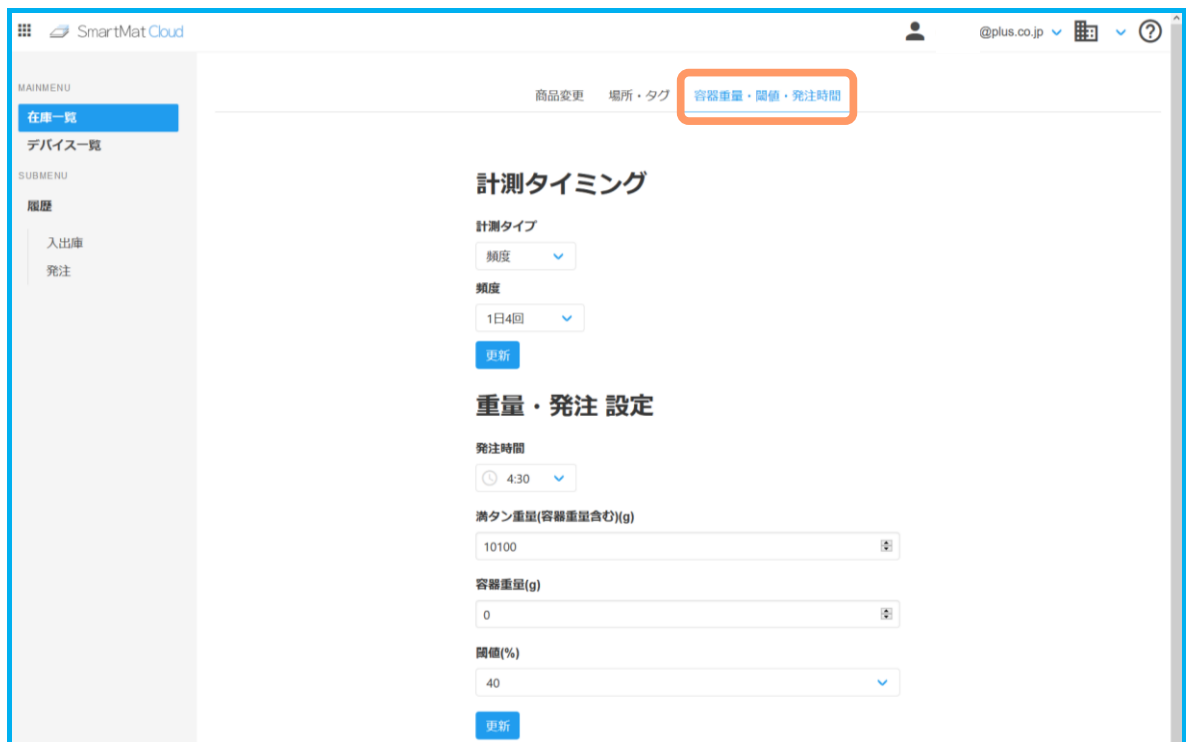 SmartMat Cloud
@plus.co.jp
MAINMENU
在庫一覧
デバイス一覧
SUBMENU
履歴
入出庫
発注
商品変更 場所・タグ 容器重量・閾値・発注時間
計測タイミング
計測タイプ
頻度
頻度
1日4回
更新
重量・発注 設定
発注時間
4:30
満タン重量(容器重量含む)(g)
10100
容器重量(g)
0
閾値(%)
40
更新